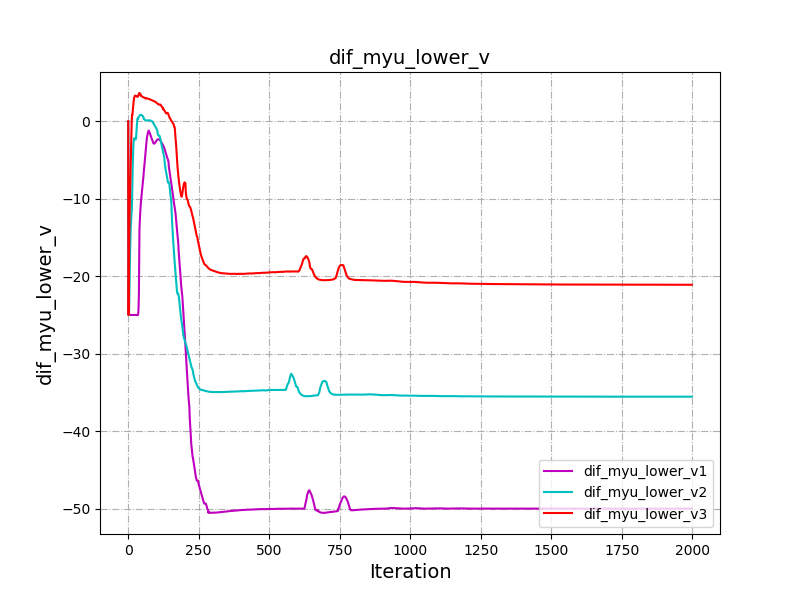 dif_myu_lower_v
dif_myu_lower_v
0
−10
−20
−30
−40
−50
0 250 500 750 1000 1250 1500 1750 2000
Iteration
dif_myu_lower_v1
dif_myu_lower_v2
dif_myu_lower_v3